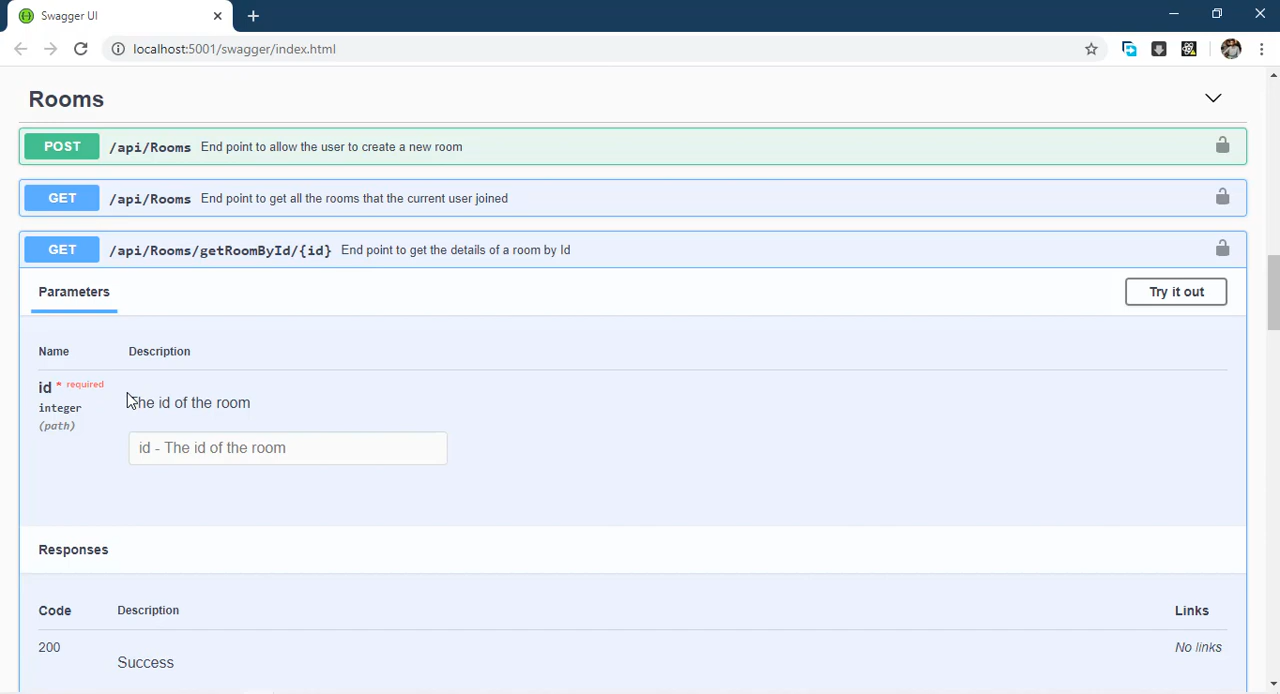 Swagger UI
localhost:5001/swagger/index.html
Rooms
POST /api/Rooms End point to allow the user to create a new room
GET /api/Rooms End point to get all the rooms that the current user joined
GET /api/Rooms/getRoomById/{id} End point to get the details of a room by Id
Parameters Try it out
Name Description
id * required
integer
(path)
The id of the room
id - The id of the room
Responses
Code Description Links
200 Success No links